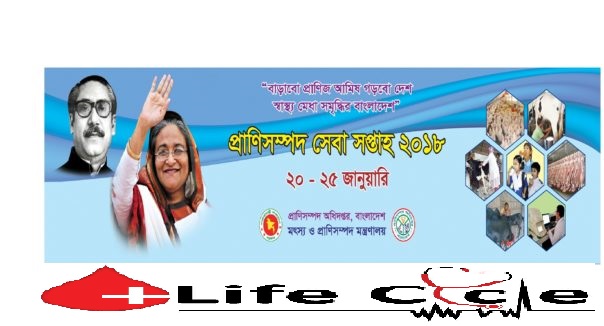 “বাড়াবো প্রাণিজ আমিষ গড়বো দেশ
স্বাস্থ্য মেধা সমৃদ্ধির বাংলাদেশ”
প্রাণিসম্পদ সেবা সপ্তাহ ২০১৮
২০ - ২৫ জানুয়ারি
প্রাণিসম্পদ অধিদপ্তর, বাংলাদেশ
মৎস্য ও প্রাণিসম্পদ মন্ত্রণালয়
Life Cycle